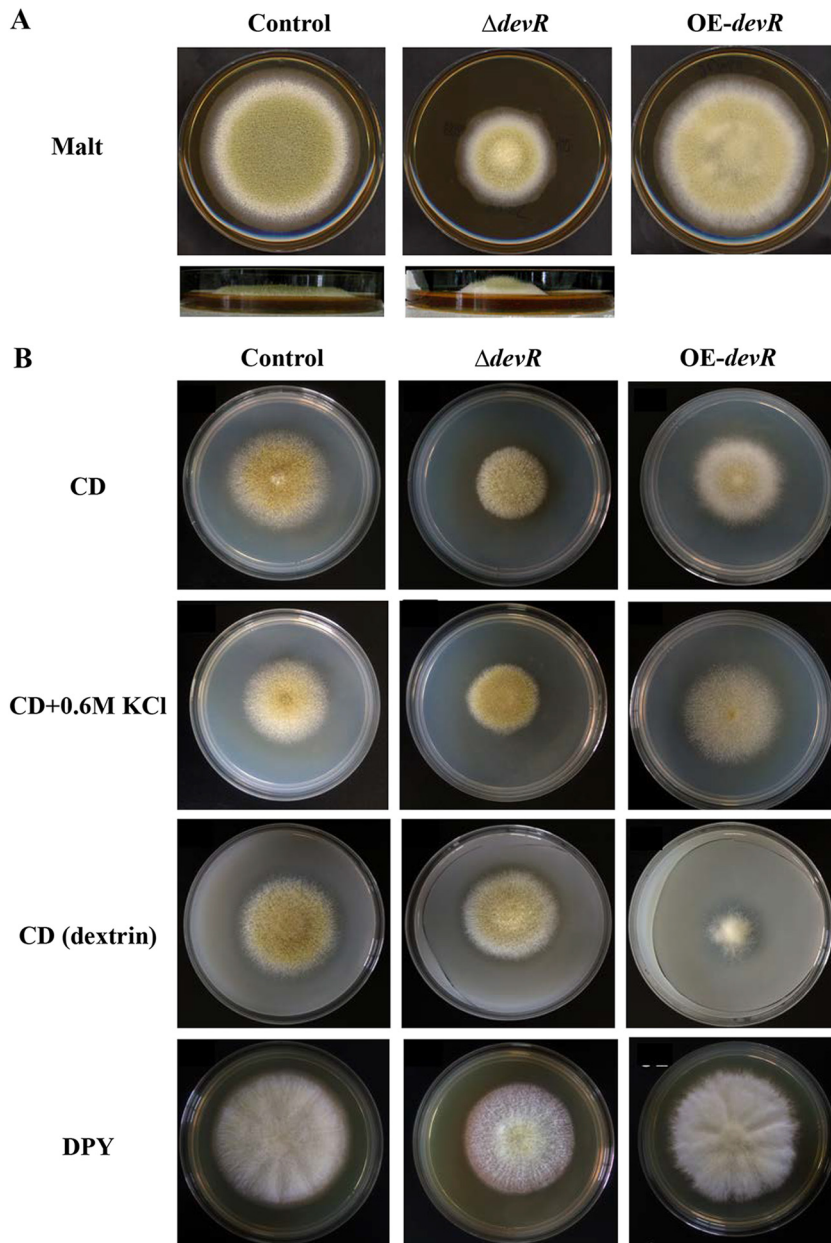 A
Control ΔdevR OE-devR
Malt
B
Control ΔdevR OE-devR
CD
CD+0.6M KCl
CD (dextrin)
DPY